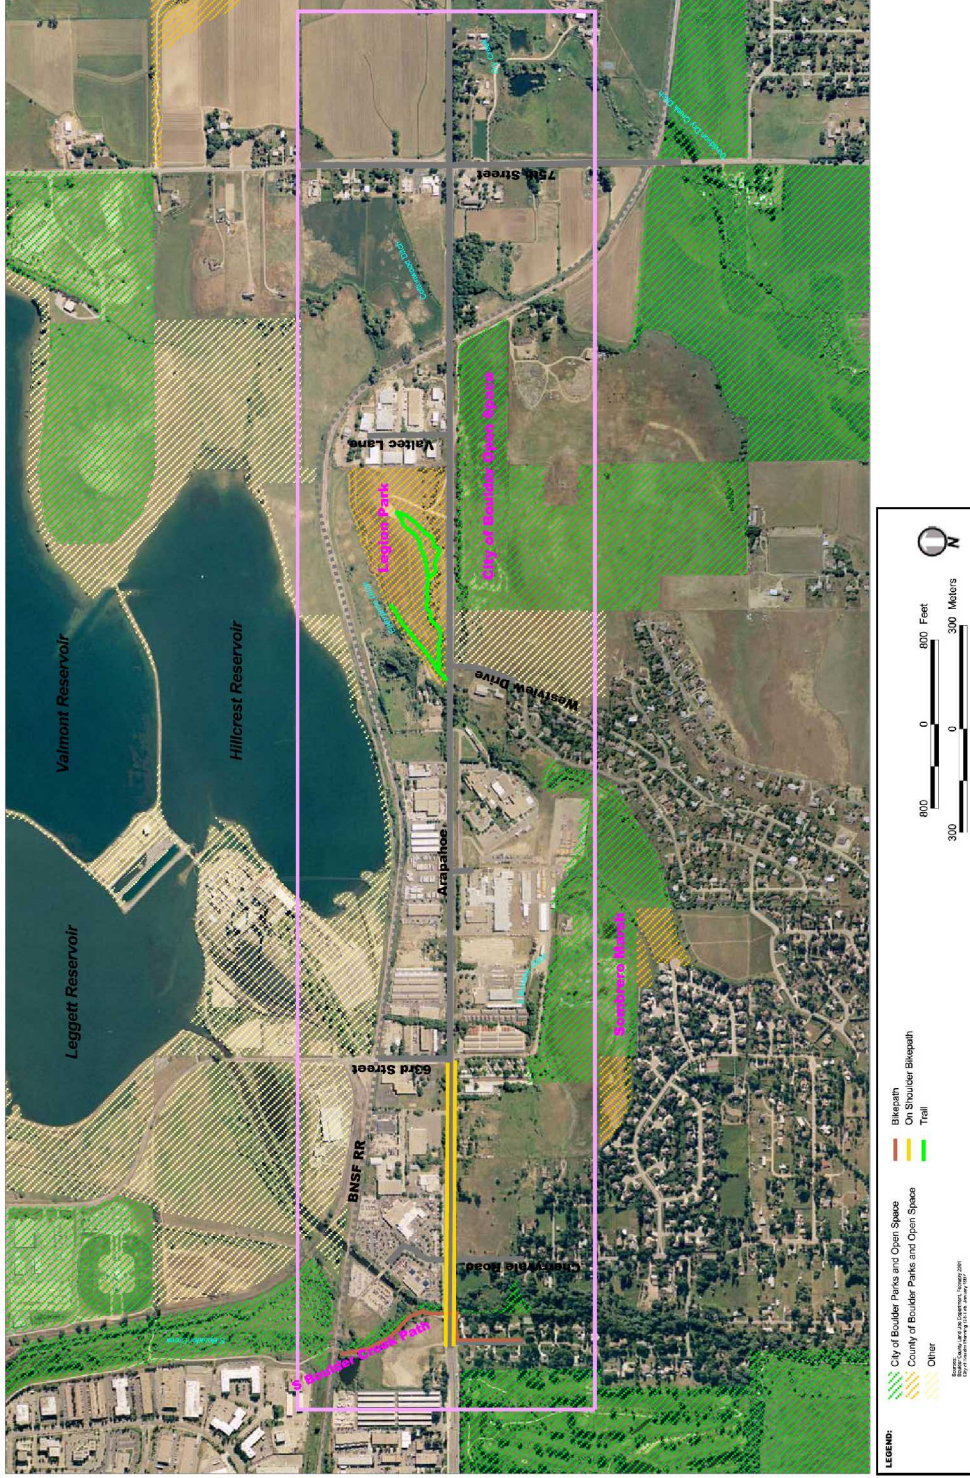 Valmont Reservoir
Hillcrest Reservoir
Leggett Reservoir
75th Street
Cottonwood Ditch
Valtec Lane
Legion Park
City of Boulder Open Space
Westview Drive
Arapahoe
Sombrero Marsh
63rd Street
BNSF RR
Cherryvale Road
S Boulder Creek Path
800 0 800 Feet
300 0 300 Meters
N
LEGEND:
City of Boulder Parks and Open Space
County of Boulder Parks and Open Space
Other
Bikepath
On Shoulder Bikepath
Trail